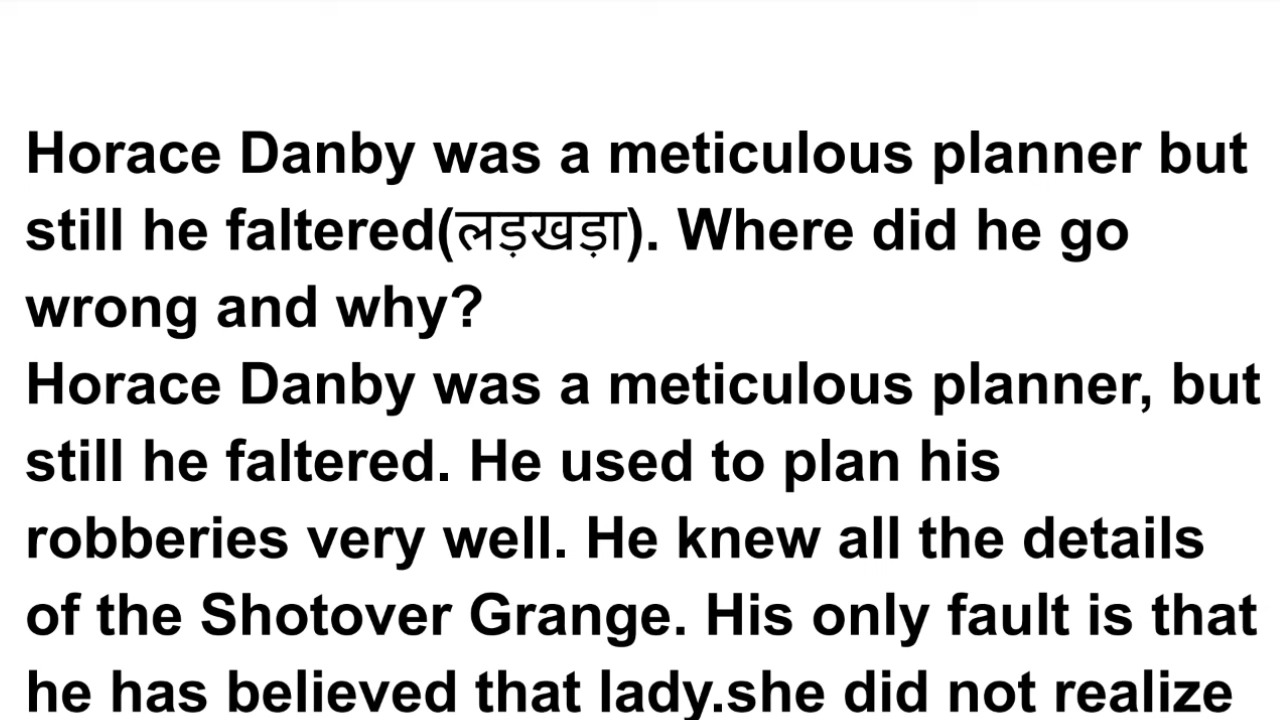 Horace Danby was a meticulous planner but
still he faltered(लड़खड़ा). Where did he go
wrong and why?
Horace Danby was a meticulous planner, but
still he faltered. He used to plan his
robberies very well. He knew all the details
of the Shotover Grange. His only fault is that
he has believed that lady.she did not realize